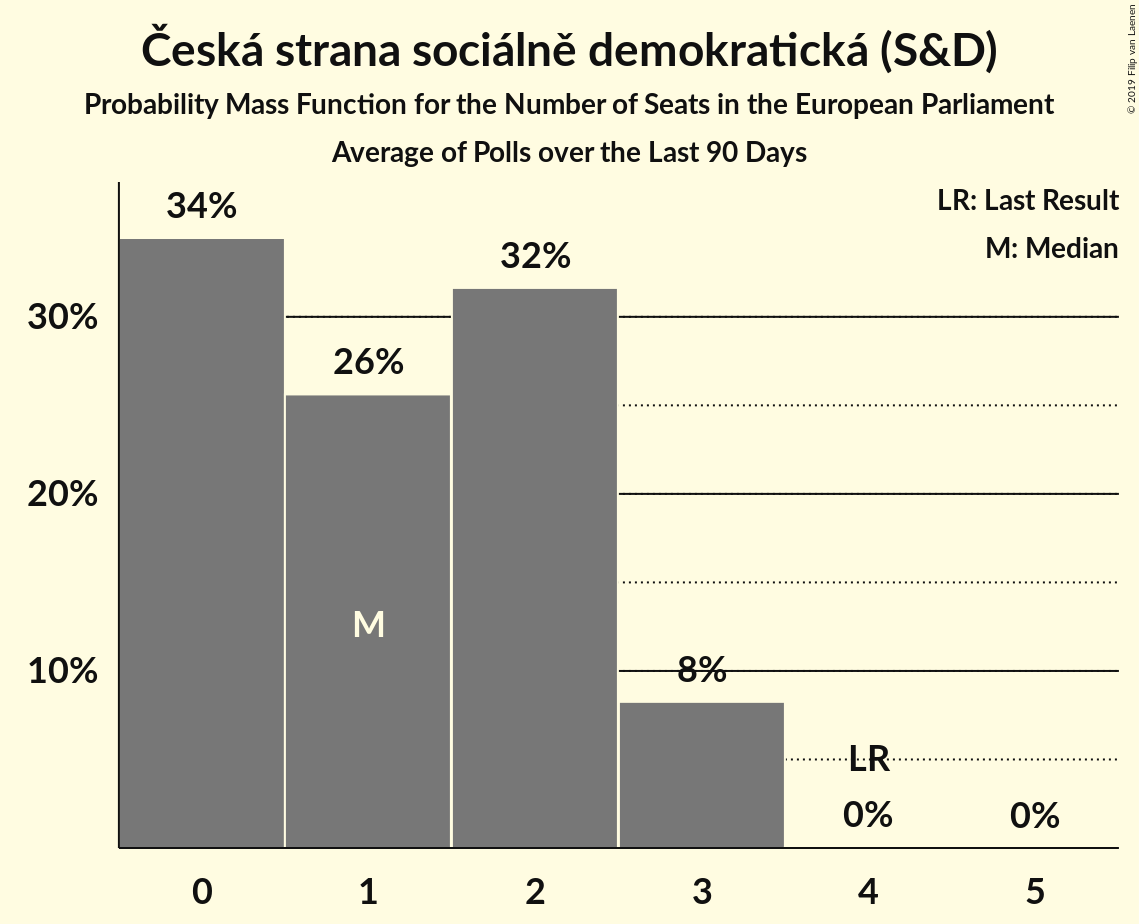 Česká strana sociálně demokratická (S&D)
Probability Mass Function for the Number of Seats in the European Parliament
Average of Polls over the Last 90 Days
© 2019 Filip van Laenen
LR: Last Result
M: Median
34%
32%
30%
26%
20%
M
10%
8%
LR
0%
0%
0
1
2
3
4
5